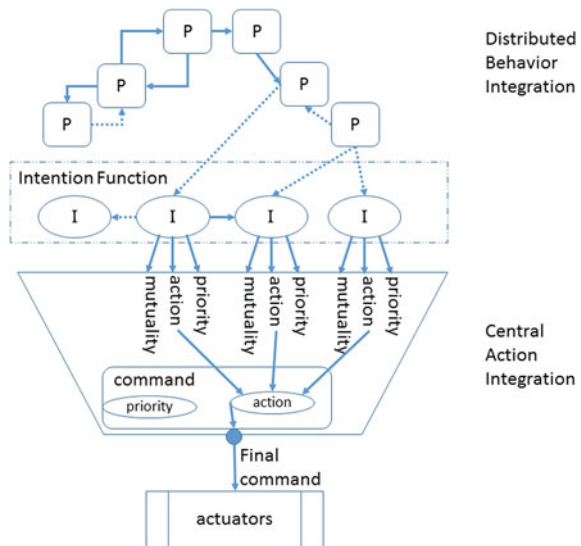 P
P
P
P
P
P
Distributed
Behavior
Integration
Intention Function
I
I
I
I
mutuality
action
priority
mutuality
action
priority
mutuality
action
priority
Central
Action
Integration
command
priority
action
Final
command
actuators